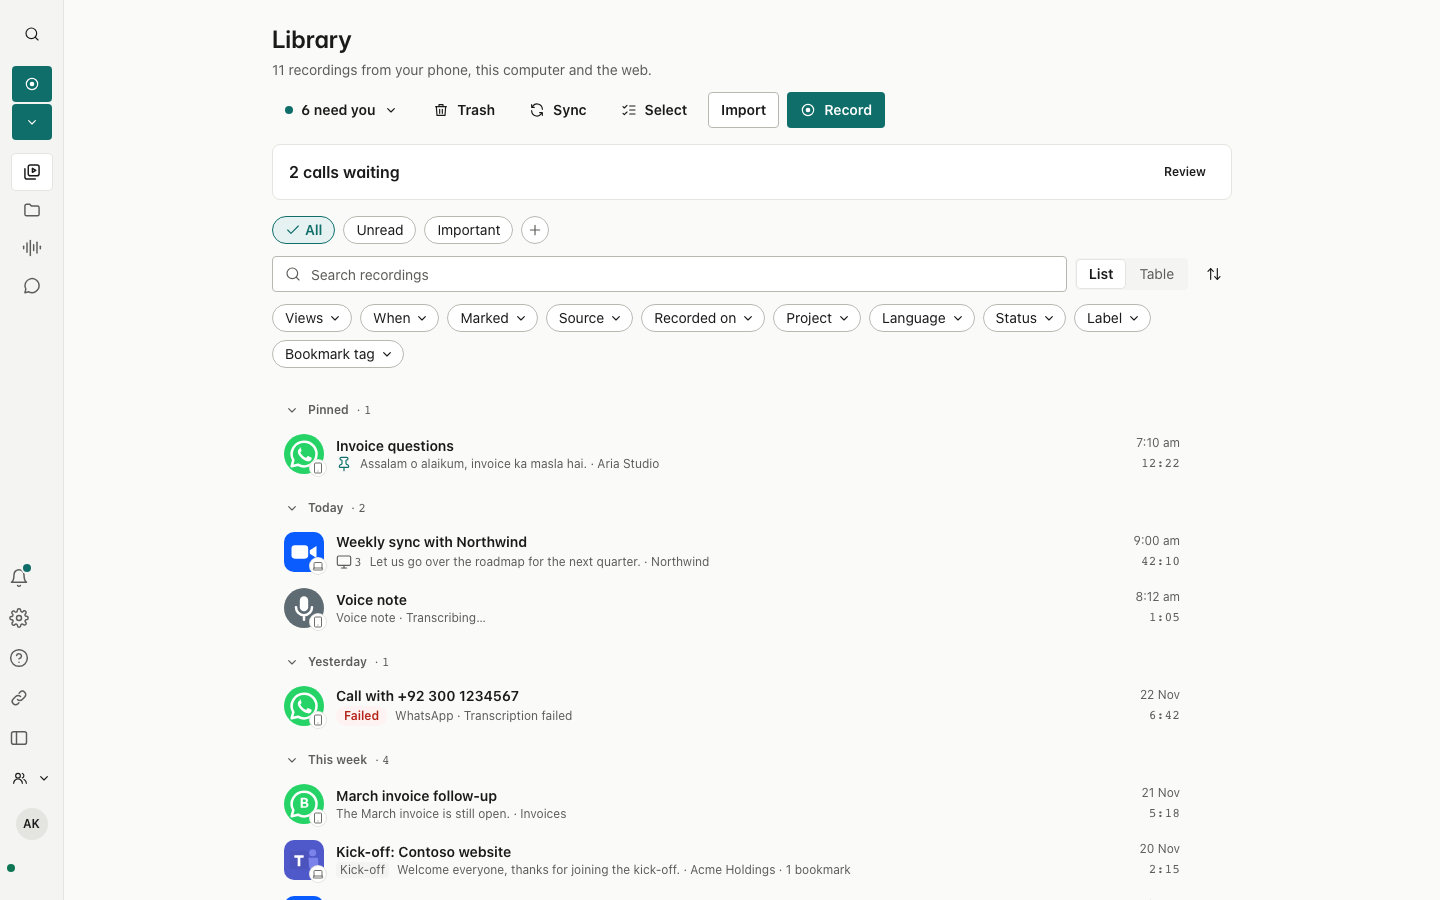 Library
11 recordings from your phone, this computer and the web.
6 need you
Trash
Sync
Select
Import
Record
2 calls waiting
Review
All
Unread
Important
Search recordings
List
Table
Views
When
Marked
Source
Recorded on
Project
Language
Status
Label
Bookmark tag
Pinned · 1
Invoice questions
7:10 am
Assalam o alaikum, invoice ka masla hai. · Aria Studio
12:22
Today · 2
Weekly sync with Northwind
9:00 am
3 Let us go over the roadmap for the next quarter. · Northwind
42:10
Voice note
8:12 am
Voice note · Transcribing...
1:05
Yesterday · 1
Call with +92 300 1234567
22 Nov
Failed WhatsApp · Transcription failed
6:42
This week · 4
B
March invoice follow-up
21 Nov
The March invoice is still open. · Invoices
5:18
T
Kick-off: Contoso website
20 Nov
Kick-off Welcome everyone, thanks for joining the kick-off. · Acme Holdings · 1 bookmark
2:15
AK